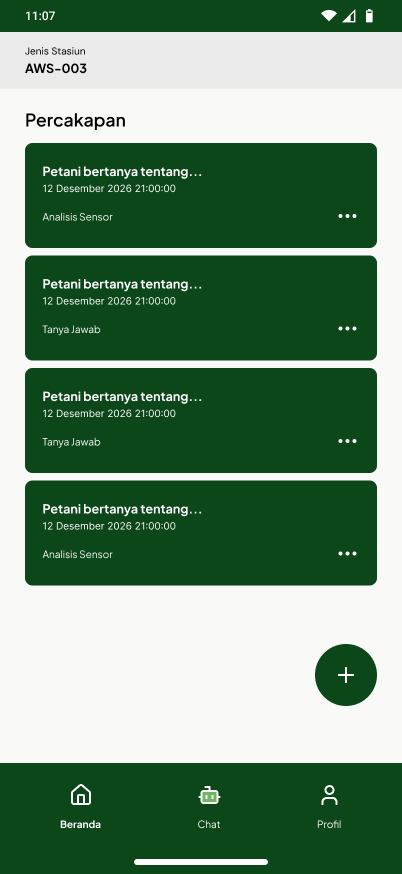 11:07
Jenis Stasiun
AWS-003
Percakapan
Petani bertanya tentang...
12 Desember 2026 21:00:00
Analisis Sensor
Petani bertanya tentang...
12 Desember 2026 21:00:00
Tanya Jawab
Petani bertanya tentang...
12 Desember 2026 21:00:00
Tanya Jawab
Petani bertanya tentang...
12 Desember 2026 21:00:00
Analisis Sensor
Beranda Chat Profil